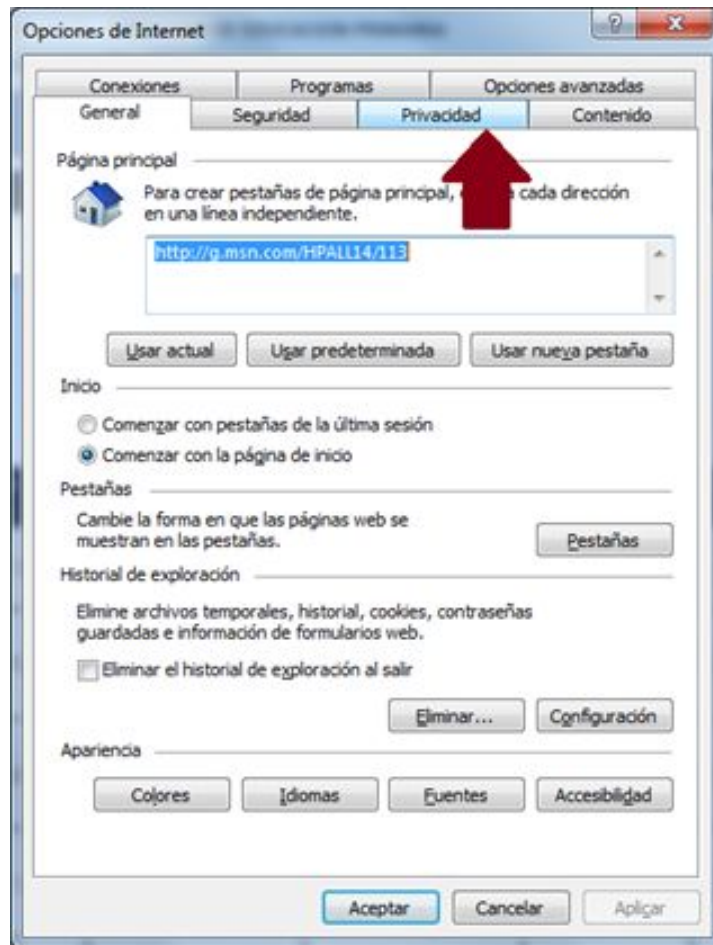 Opciones de Internet
Conexiones Programas Opciones avanzadas
General Seguridad Privacidad Contenido
Página principal
Para crear pestañas de página principal, cada dirección
en una línea independiente.
http://g.msn.com/HPALL14/113
Usar actual Usar predeterminada Usar nueva pestaña
Inicio
Comenzar con pestañas de la última sesión
Comenzar con la página de inicio
Pestañas
Cambie la forma en que las páginas web se
muestran en las pestañas.
Pestañas
Historial de exploración
Elimine archivos temporales, historial, cookies, contraseñas
guardadas e información de formularios web.
Eliminar el historial de exploración al salir
Eliminar... Configuración
Apariencia
Colores Idiomas Fuentes Accesibilidad
Aceptar Cancelar Aplicar